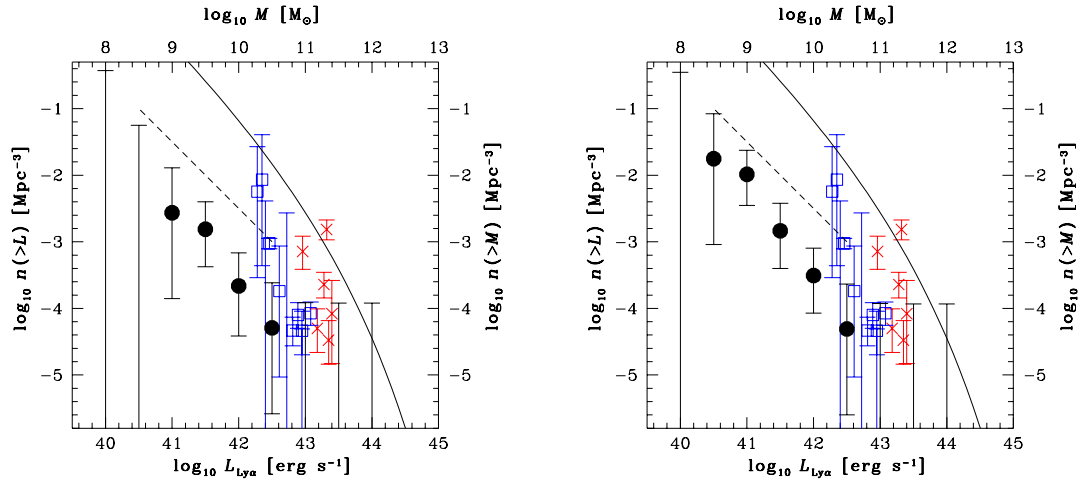 log₁₀ M [M☉]
8 9 10 11 12 13
log₁₀ n(>L) [Mpc⁻³]
-1
-2
-3
-4
-5
-1
-2
-3
-4
-5
log₁₀ n(>M) [Mpc⁻³]
40 41 42 43 44 45
log₁₀ L_Lyα [erg s⁻¹]
log₁₀ M [M☉]
8 9 10 11 12 13
log₁₀ n(>L) [Mpc⁻³]
-1
-2
-3
-4
-5
-1
-2
-3
-4
-5
log₁₀ n(>M) [Mpc⁻³]
40 41 42 43 44 45
log₁₀ L_Lyα [erg s⁻¹]